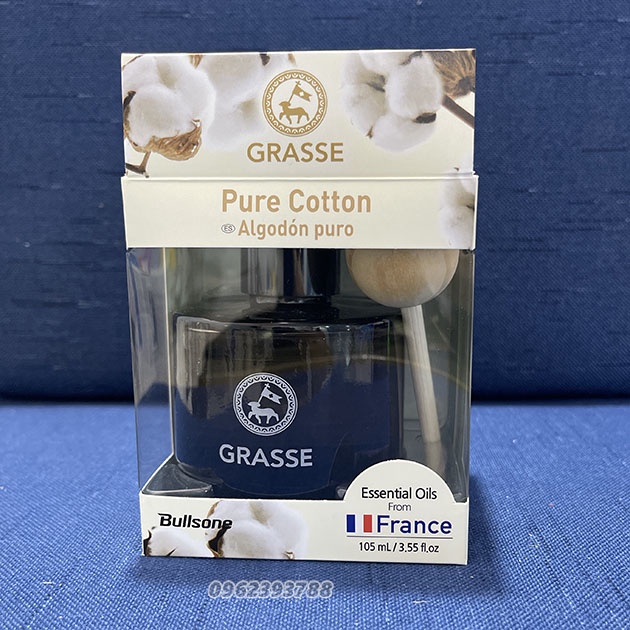 GRASSE
Pure Cotton
ES Algodón puro
GRASSE
Essential Oils
From
France
105 mL / 3,55 fl,oz
Bullsone
0962393788